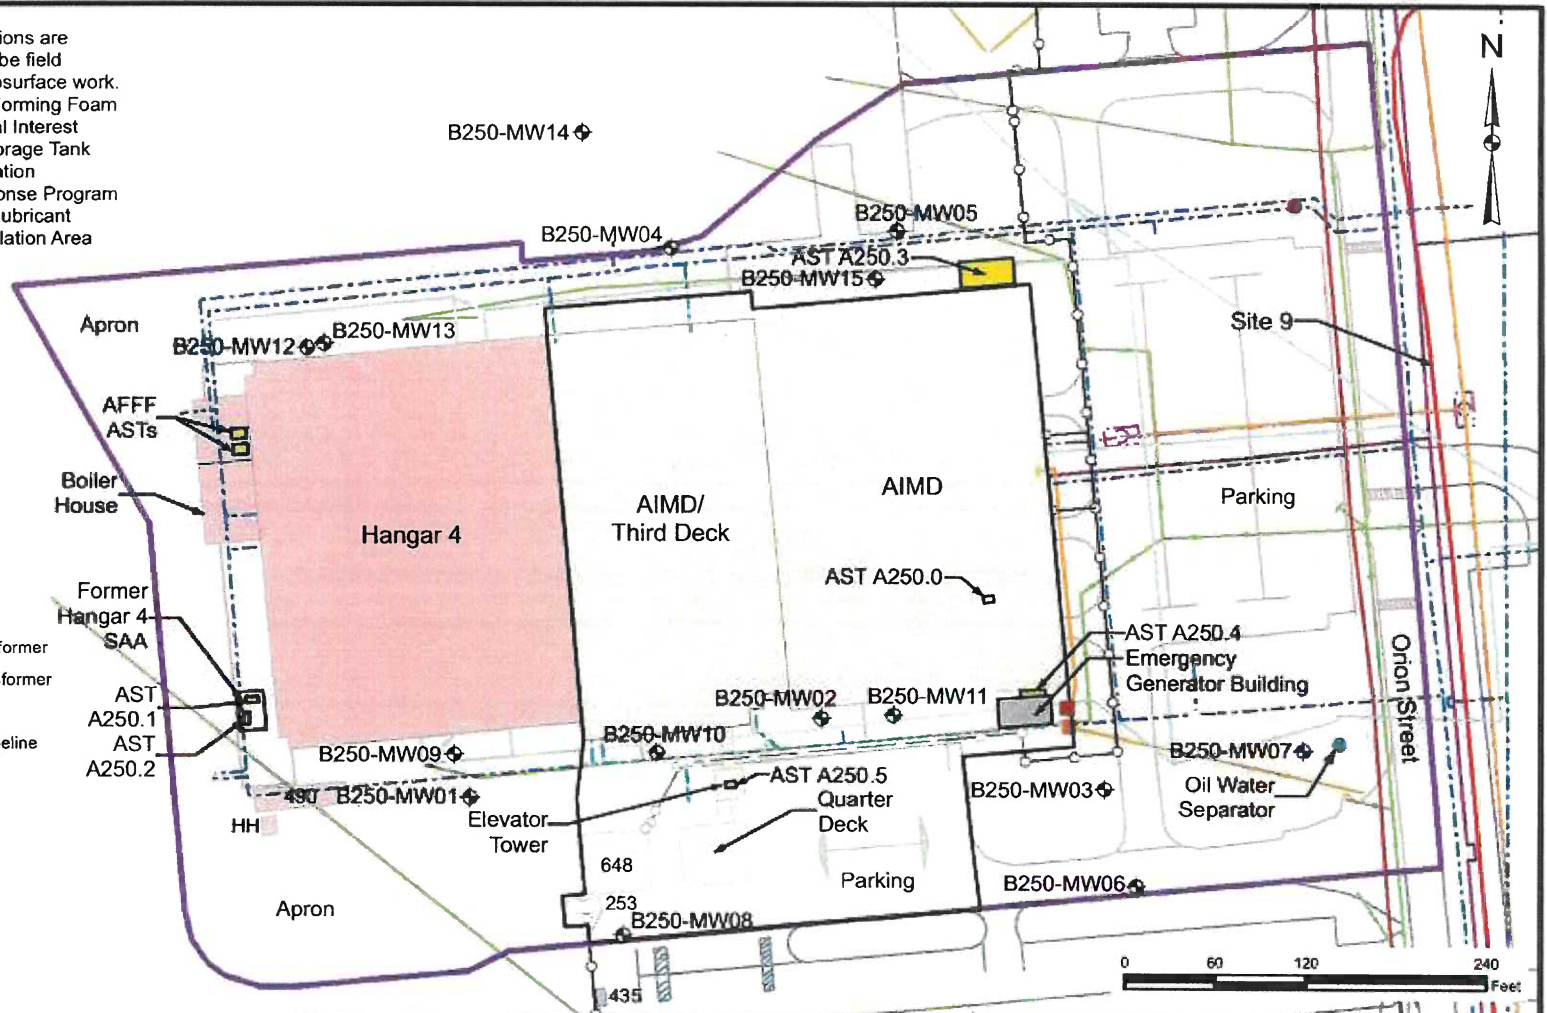 ions are
be field
bsurface work.
Forming Foam
al Interest
orage Tank
ation
onse Program
Lubricant
lation Area
N
B250-MW14
B250-MW05
B250-MW04
AST A250.3
B250-MW15
Apron
B250-MW13
B250-MW12
Site 9
AFFF
ASTs
Boiler
House
Hangar 4
AIMD/
Third Deck
AIMD
Parking
AST A250.0
Former
Hangar 4
SAA
former
sformer
AST A250.4
Emergency
Generator Building
Orion Street
AST
A250.1
AST
A250.2
eline
B250-MW02
B250-MW11
B250-MW10
B250-MW09
B250-MW07
Oil Water
Separator
AST A250.5
Quarter
Deck
B250-MW03
490
B250-MW01
HH
Elevator
Tower
648
253
Parking
B250-MW06
Apron
B250-MW08
435
0 60 120 240
Feet